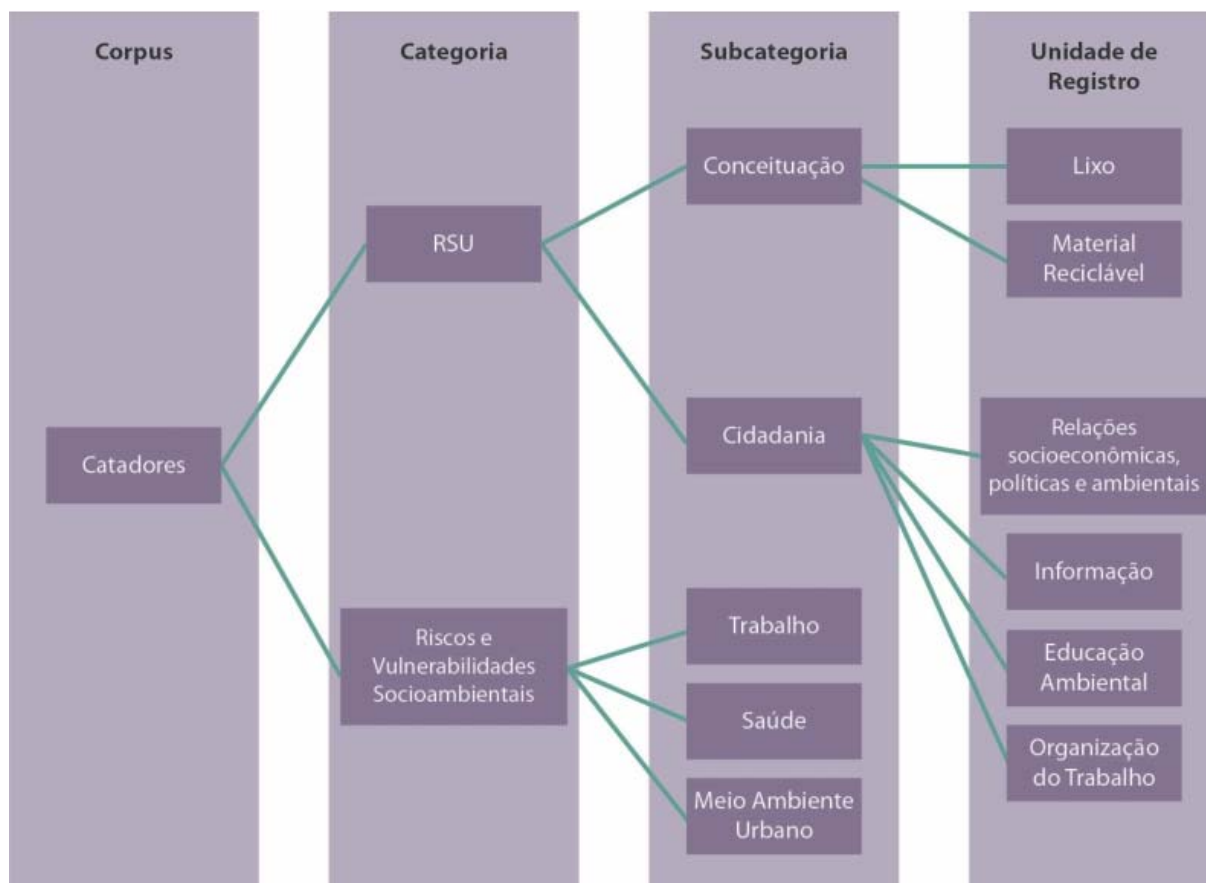 Corpus
Categoria
Subcategoria
Unidade de
Registro
Catadores
RSU
Riscos e
Vulnerabilidades
Socioambientais
Conceituação
Cidadania
Trabalho
Saúde
Meio Ambiente
Urbano
Lixo
Material
Reciclável
Relações
socioeconômicas,
políticas e ambientais
Informação
Educação
Ambiental
Organização
do Trabalho